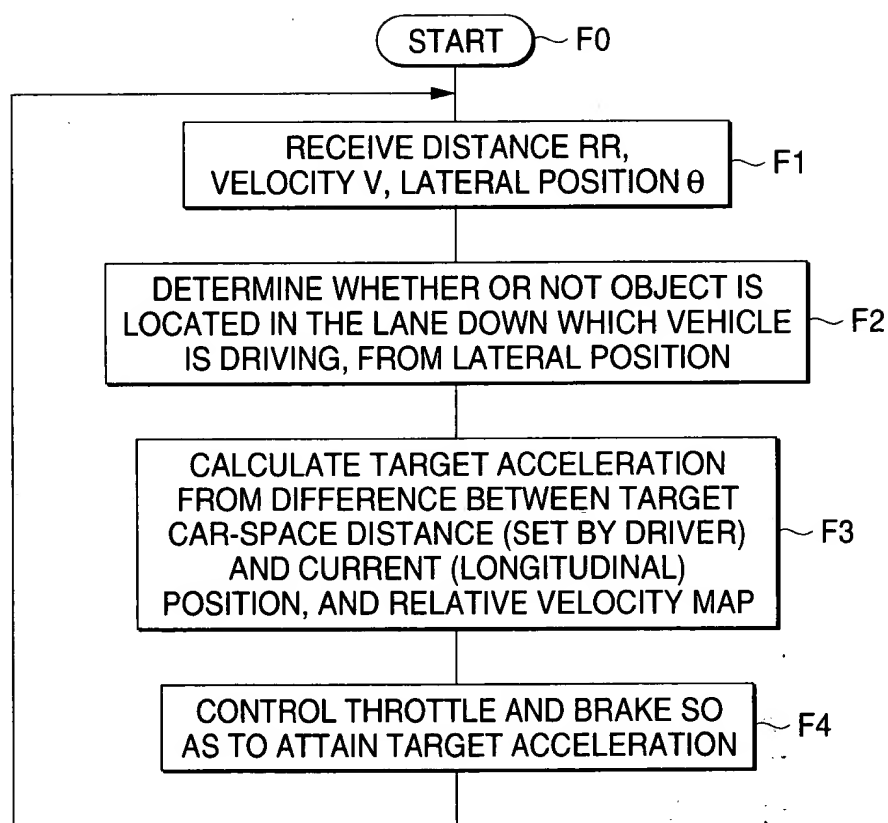 START
F0
RECEIVE DISTANCE RR,
VELOCITY V, LATERAL POSITION θ
F1
DETERMINE WHETHER OR NOT OBJECT IS
LOCATED IN THE LANE DOWN WHICH VEHICLE
IS DRIVING, FROM LATERAL POSITION
F2
CALCULATE TARGET ACCELERATION
FROM DIFFERENCE BETWEEN TARGET
CAR-SPACE DISTANCE (SET BY DRIVER)
AND CURRENT (LONGITUDINAL)
POSITION, AND RELATIVE VELOCITY MAP
F3
CONTROL THROTTLE AND BRAKE SO
AS TO ATTAIN TARGET ACCELERATION
F4